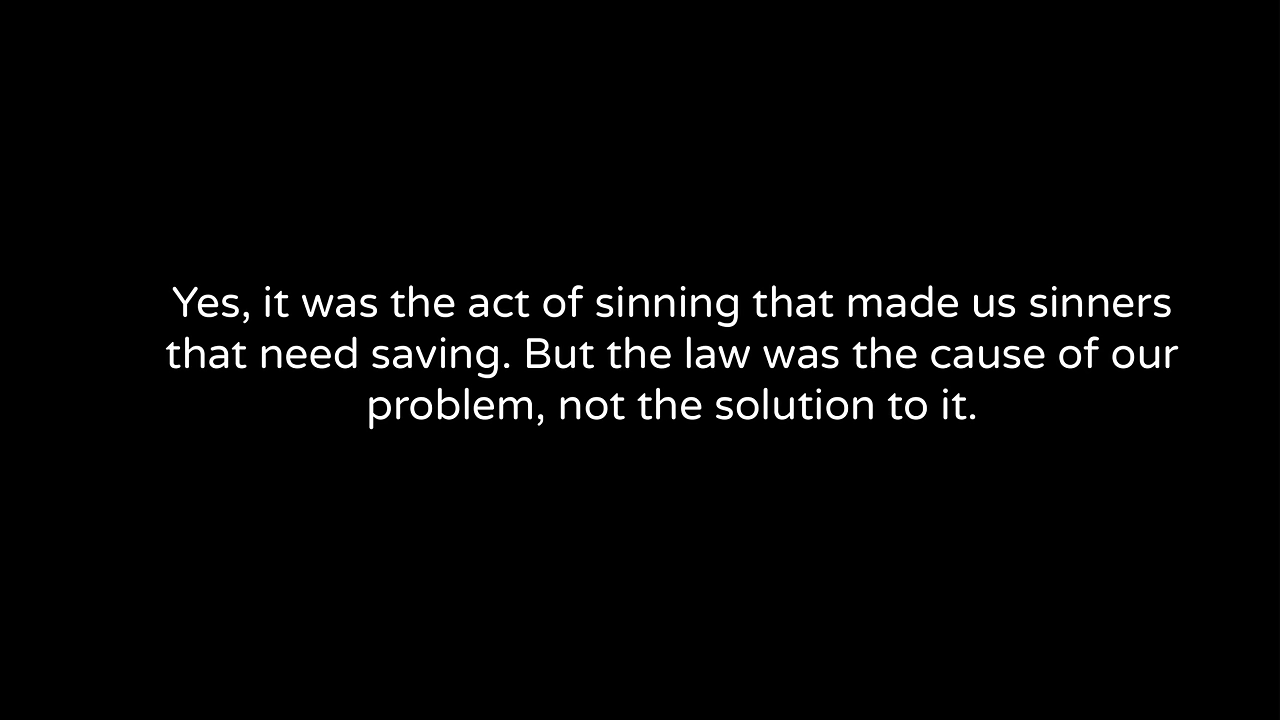 Yes, it was the act of sinning that made us sinners
that need saving. But the law was the cause of our
problem, not the solution to it.